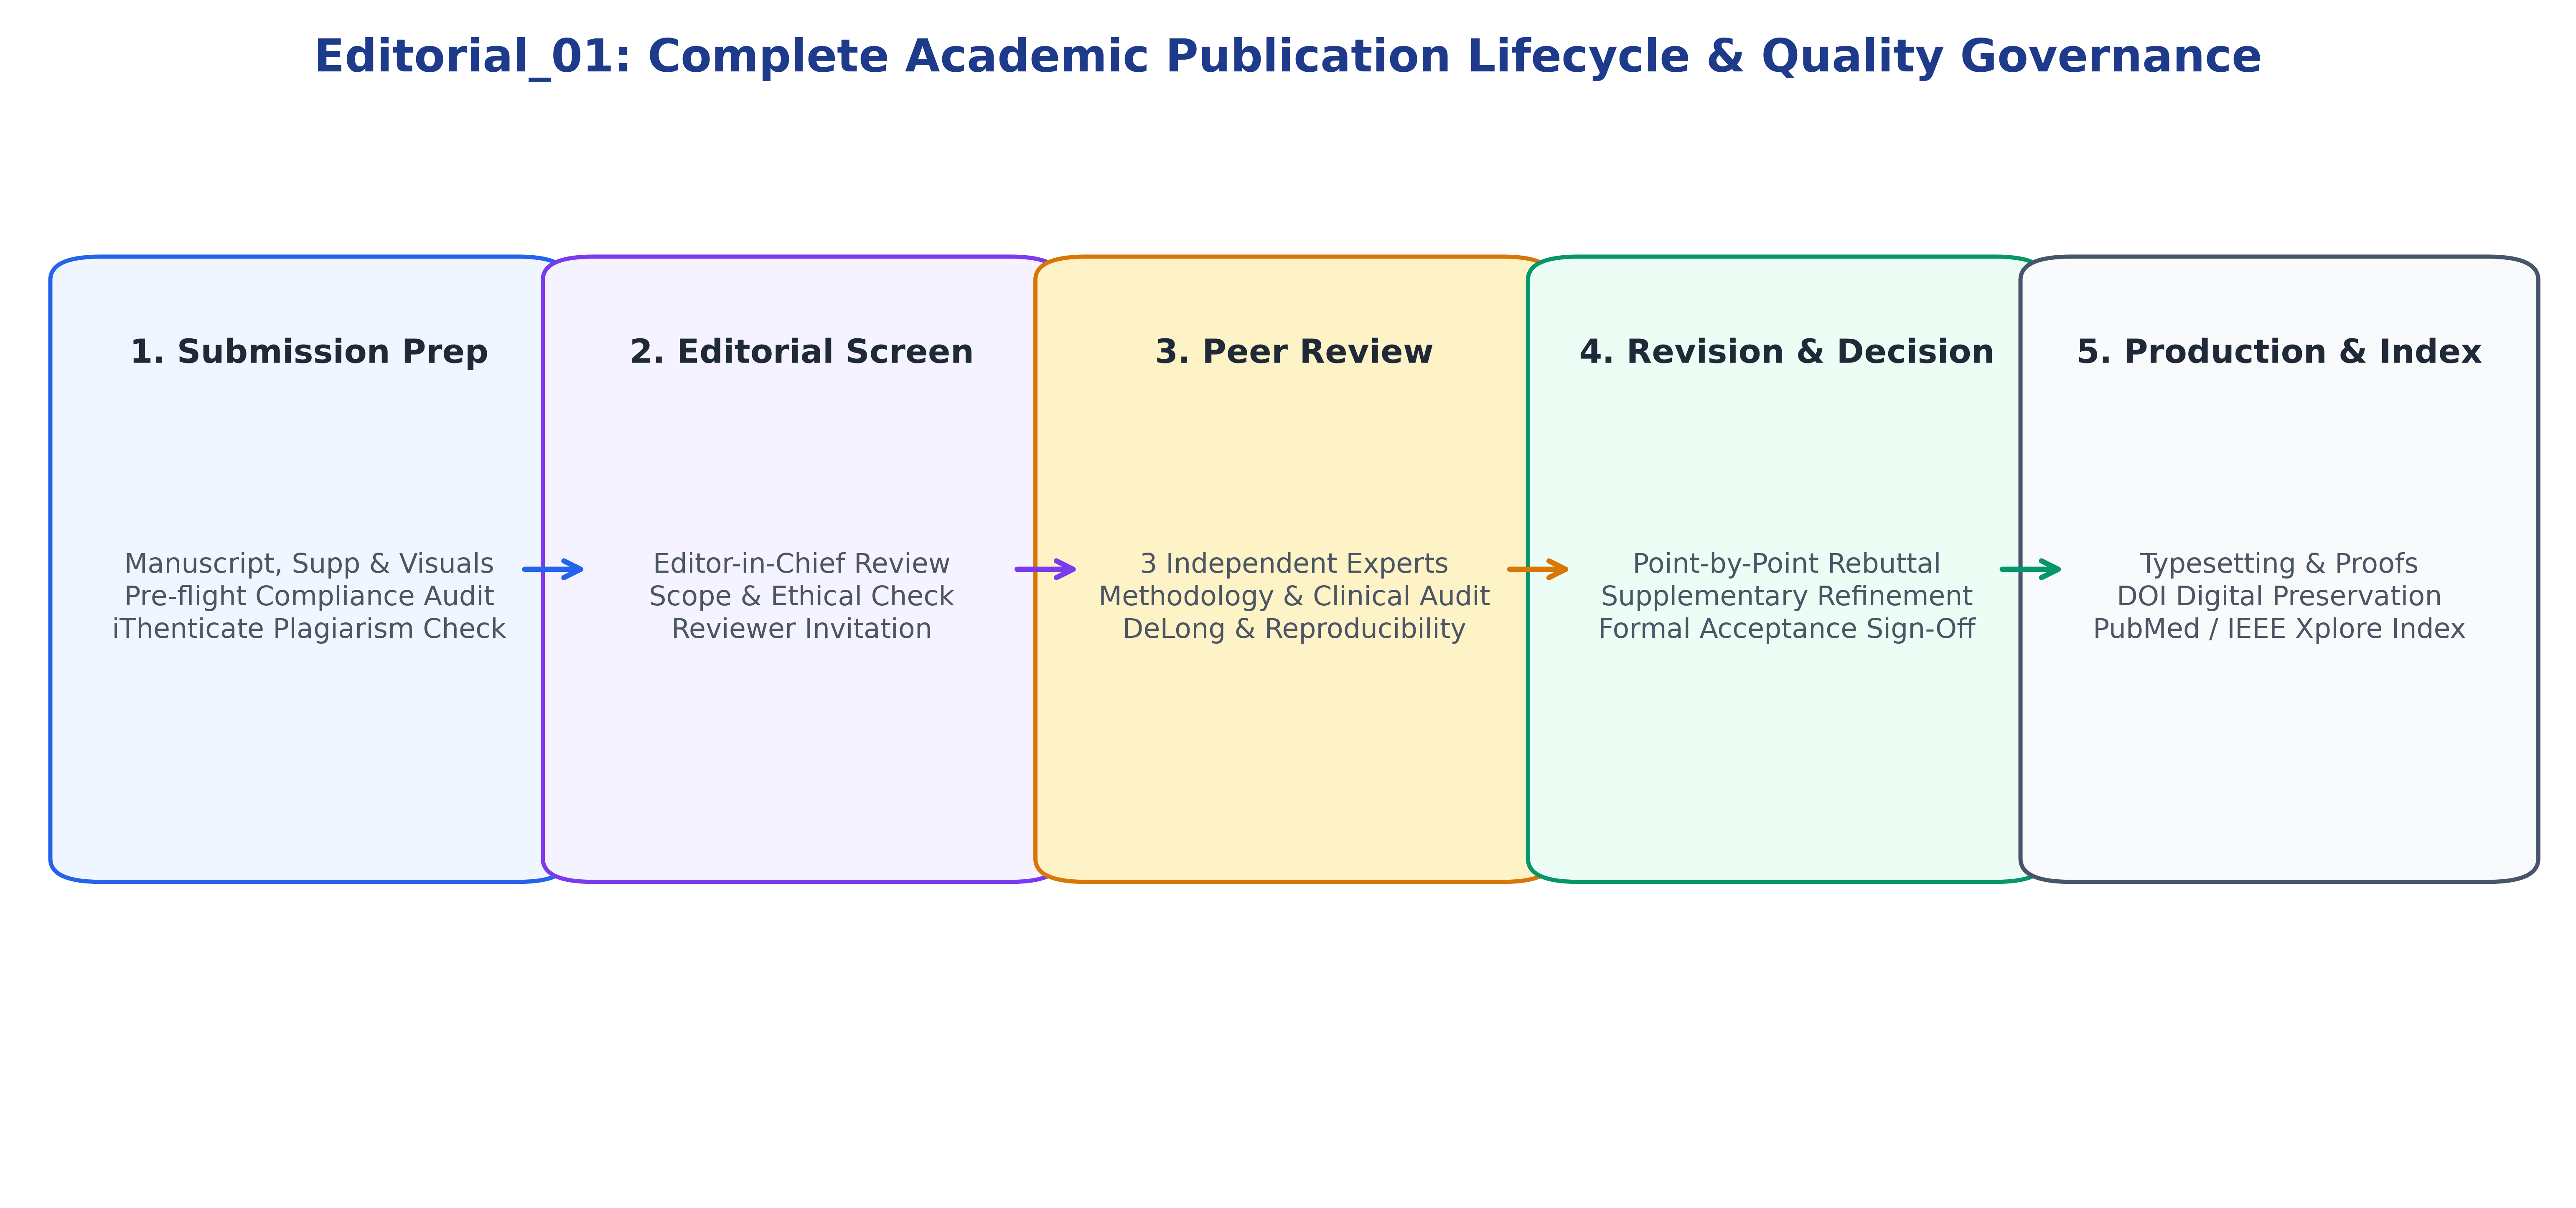 Editorial_01: Complete Academic Publication Lifecycle & Quality Governance
1. Submission Prep
Manuscript, Supp & Visuals
Pre-flight Compliance Audit
iThenticate Plagiarism Check
2. Editorial Screen
Editor-in-Chief Review
Scope & Ethical Check
Reviewer Invitation
3. Peer Review
3 Independent Experts
Methodology & Clinical Audit
DeLong & Reproducibility
4. Revision & Decision
Point-by-Point Rebuttal
Supplementary Refinement
Formal Acceptance Sign-Off
5. Production & Index
Typesetting & Proofs
DOI Digital Preservation
PubMed / IEEE Xplore Index